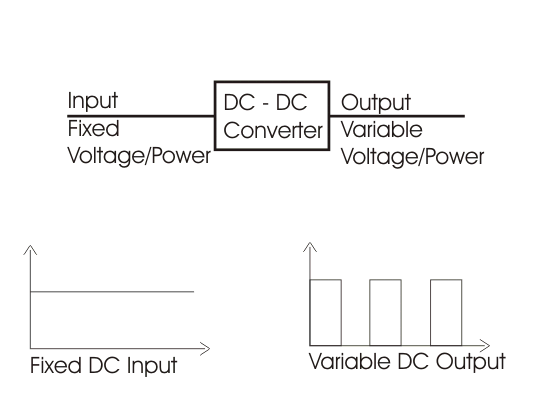 Input
Fixed
Voltage/Power
DC - DC
Converter
Output
Variable
Voltage/Power
Fixed DC Input
Variable DC Output